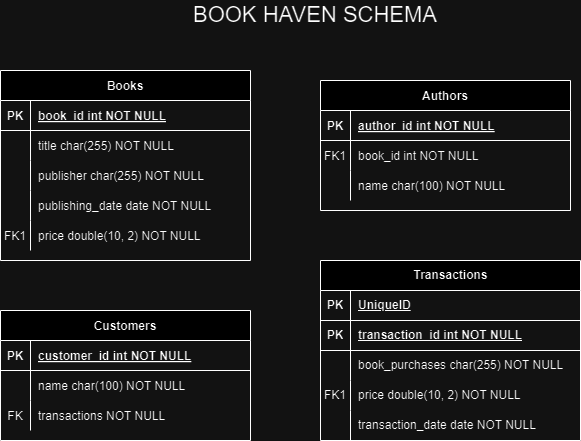 BOOK HAVEN SCHEMA
Books
PK book_id int NOT NULL
title char(255) NOT NULL
publisher char(255) NOT NULL
publishing_date date NOT NULL
FK1 price double(10, 2) NOT NULL
Authors
PK author_id int NOT NULL
FK1 book_id int NOT NULL
name char(100) NOT NULL
Customers
PK customer_id int NOT NULL
name char(100) NOT NULL
FK transactions NOT NULL
Transactions
PK UniqueID
PK transaction_id int NOT NULL
book_purchases char(255) NOT NULL
FK1 price double(10, 2) NOT NULL
transaction_date date NOT NULL